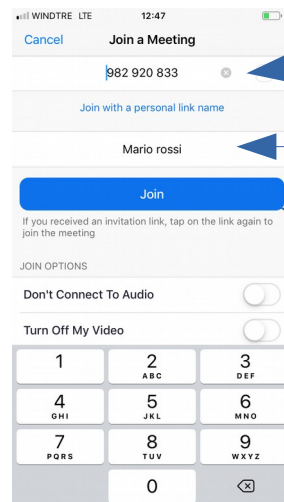 WINDTRE LTE 12:47
Cancel Join a Meeting
982 920 833
Join with a personal link name
Mario rossi
Join
If you received an invitation link, tap on the link again to
join the meeting
JOIN OPTIONS
Don't Connect To Audio
Turn Off My Video
1 2 3
ABC DEF
4 5 6
GHI JKL MNO
7 8 9
PQRS TUV WXYZ
0